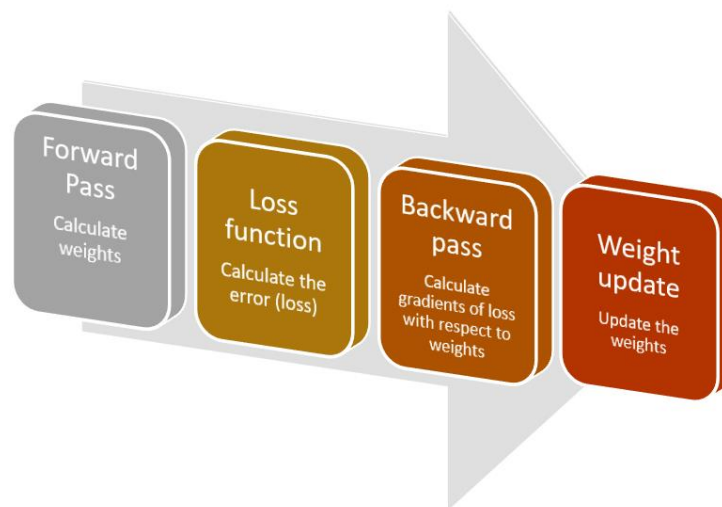 Forward
Pass
Calculate
weights
Loss
function
Calculate the
error (loss)
Backward
pass
Calculate
gradients of loss
with respect to
weights
Weight
update
Update the
weights